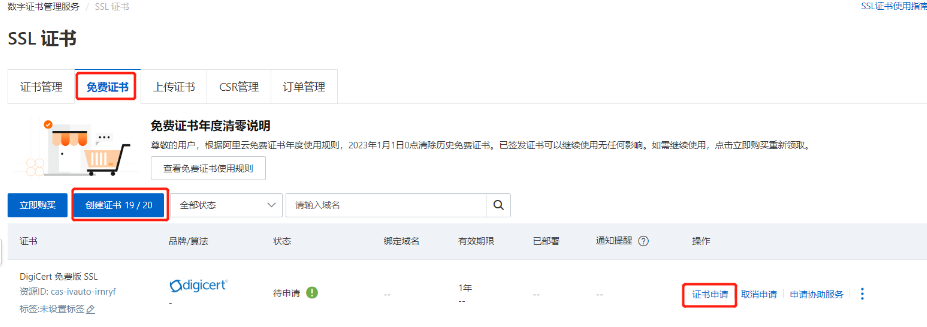 数字证书管理服务 / SSL 证书
SSL证书使用指南
SSL 证书
证书管理 免费证书 上传证书 CSR管理 订单管理
免费证书年度清零说明
尊敬的用户，根据阿里云免费证书年度使用规则，2023年1月1日0点清除历史免费证书。已签发证书可以继续使用无任何影响。如需继续使用，点击立即购买重新领取。
查看免费证书使用规则
立即购买 创建证书 19 / 20 全部状态 请输入域名
证书 品牌/算法 状态 绑定域名 有效期限 已部署 通知提醒 ? 操作
DigiCert 免费版 SSL
资源ID: cas-ivauto-imryf
标签:未设置标签
digicert®
-
待申请 !
--
1年
--
--
--
证书申请 取消申请 申请协助服务